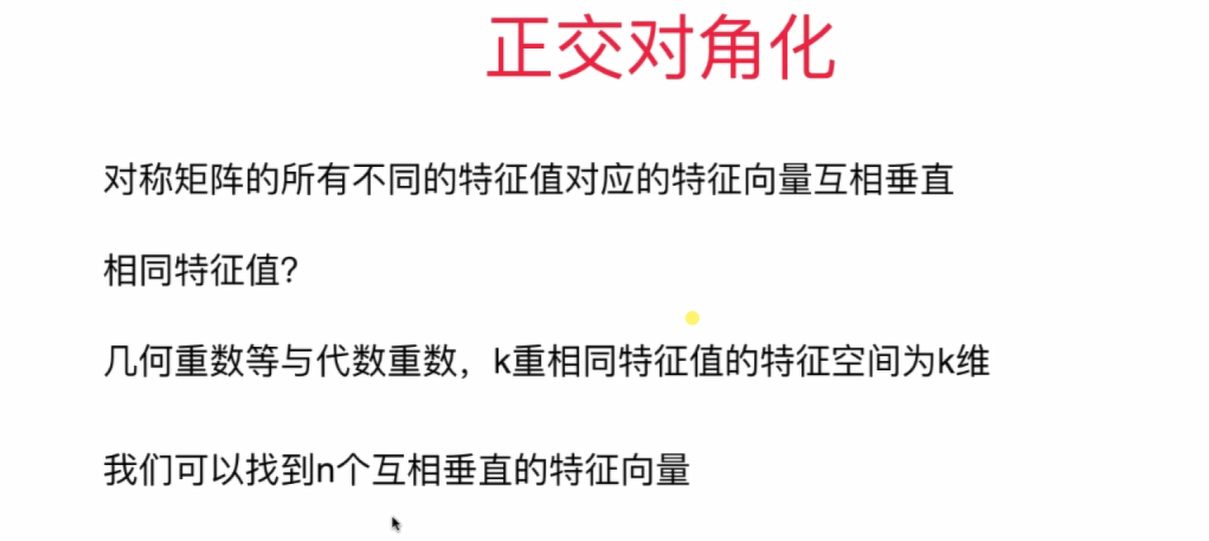 正交对角化
对称矩阵的所有不同的特征值对应的特征向量互相垂直
相同特征值?
几何重数等与代数重数，k重相同特征值的特征空间为k维
我们可以找到n个互相垂直的特征向量